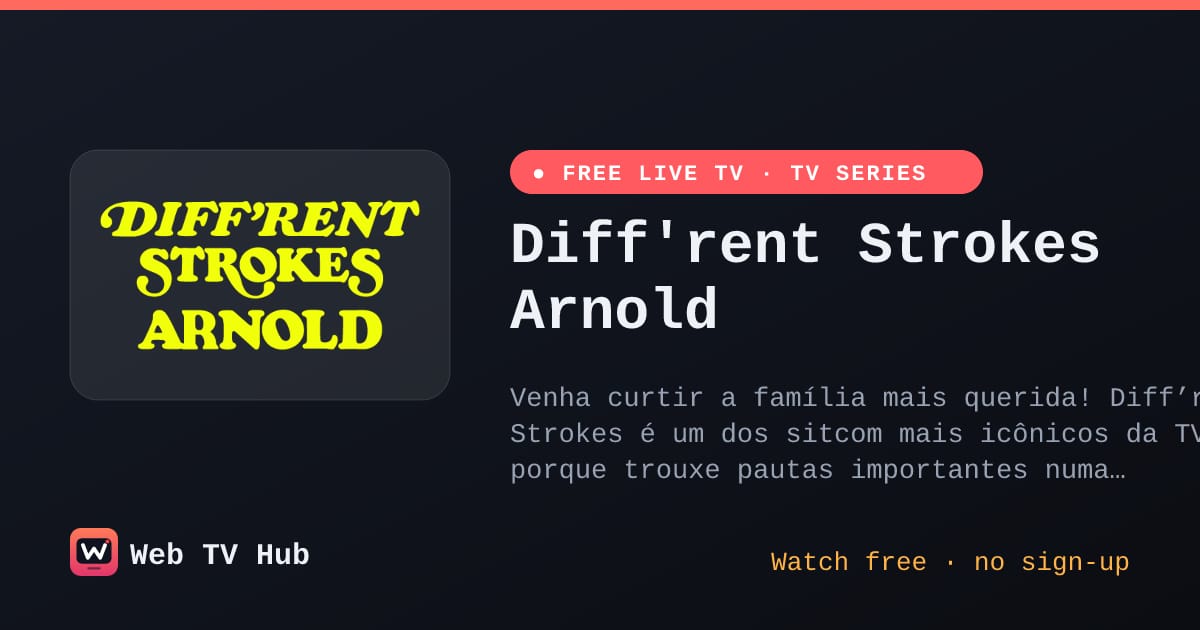 DIFF'RENT
STROKES
ARNOLD
● FREE LIVE TV · TV SERIES
Diff'rent Strokes
Arnold
Venha curtir a família mais querida! Diff’r
Strokes é um dos sitcom mais icônicos da TV
porque trouxe pautas importantes numa…
W
Web TV Hub
Watch free · no sign-up